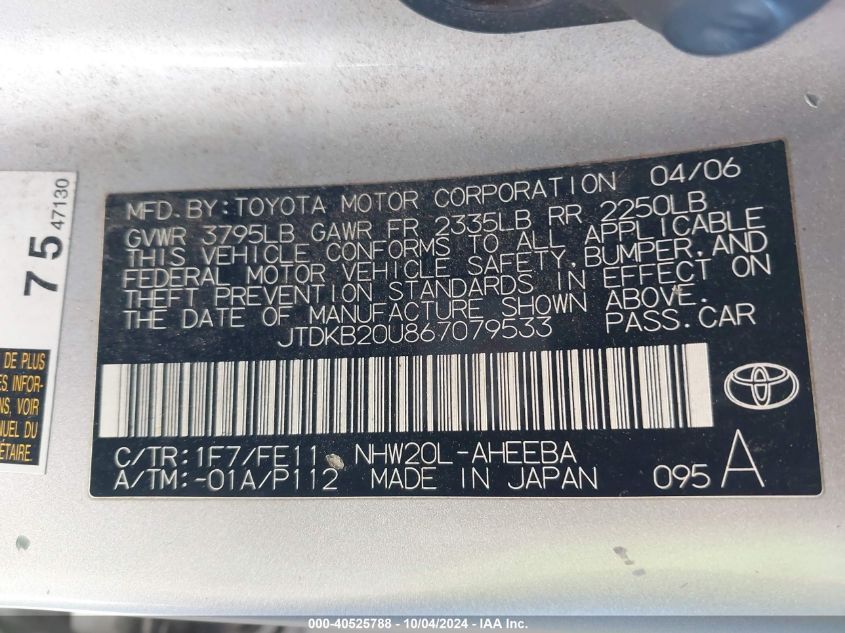 MFD. BY: TOYOTA MOTOR CORPORATION 04/06
GVWR 3795LB GAWR FR 2335LB RR 2250LB
THIS VEHICLE CONFORMS TO ALL APPLICABLE
FEDERAL MOTOR VEHICLE SAFETY, BUMPER, AND
THEFT PREVENTION STANDARDS IN EFFECT ON
THE DATE OF MANUFACTURE SHOWN ABOVE.
JTDKB20U867079533 PASS. CAR
C/TR: 1F7/FE11 NHW20L-AHEEBA
A/TM: -01A/P112 MADE IN JAPAN 095 A
75
47130
DE PLUS
INFOR-
NS, VOIR
NUEL DU
ÉTAIRE.
000-40525788 - 10/04/2024 - IAA Inc.